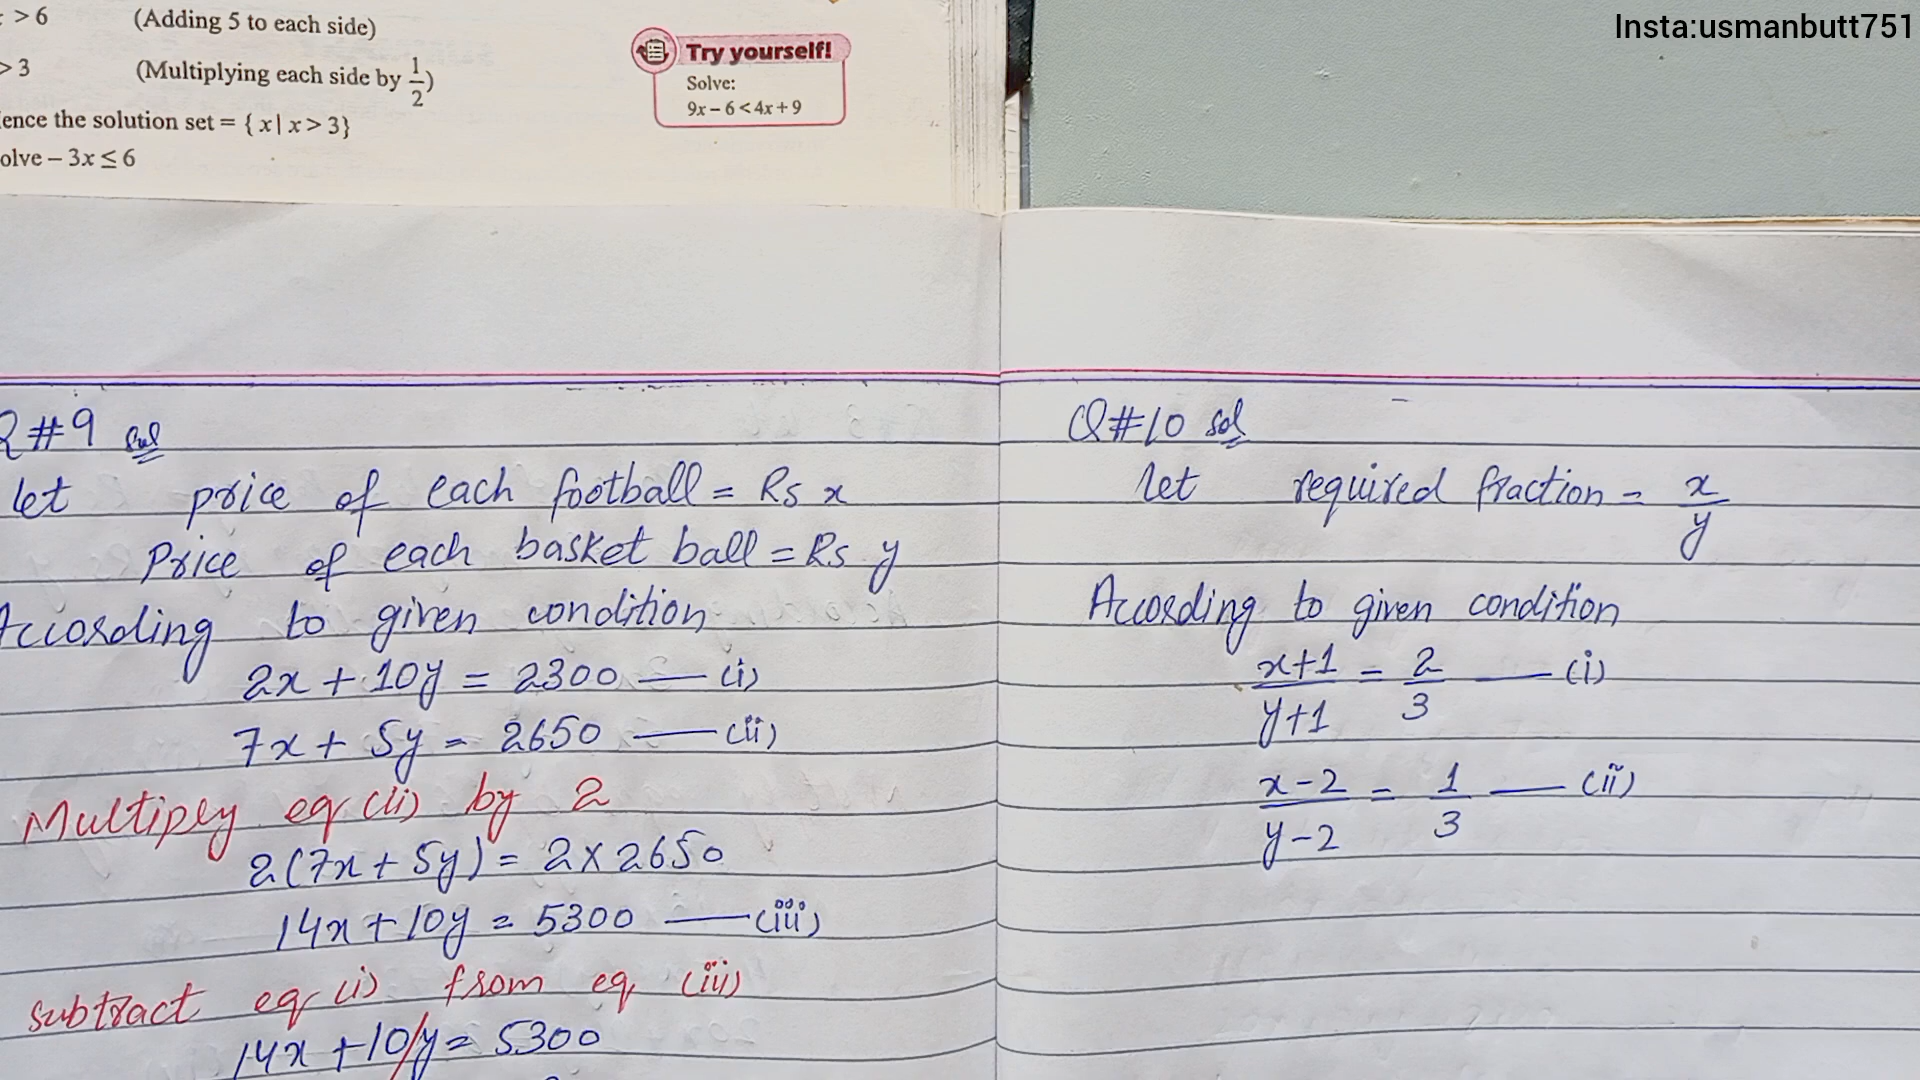 Insta:usmanbutt751
> 6 (Adding 5 to each side)
> 3 (Multiplying each side by 1/2)
ence the solution set = { x | x > 3}
olve – 3x ≤ 6
Try yourself!
Solve:
9x – 6 < 4x + 9
Q#9 sol
let price of each football = Rs x
Price of each basket ball = Rs y
According to given condition
2x + 10y = 2300 — (i)
7x + 5y = 2650 — (ii)
Multiply eq (ii) by 2
2(7x + 5y) = 2 × 2650
14x + 10y = 5300 — (iii)
subtract eq (i) from eq (iii)
14x + 10y = 5300
Q#10 sol
let required fraction = x/y
According to given condition
x+1/y+1 = 2/3 — (i)
x-2/y-2 = 1/3 — (ii)